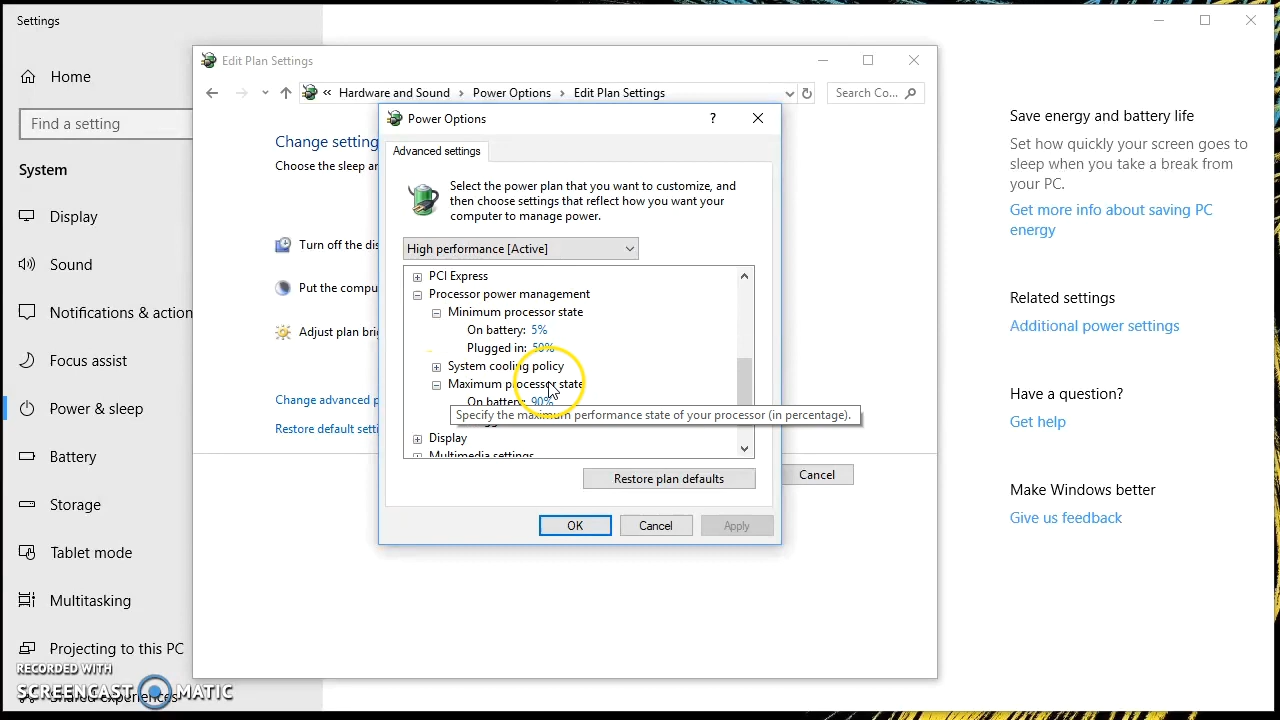 Settings
Home
Find a setting
System
Display
Sound
Notifications & action
Focus assist
Power & sleep
Battery
Storage
Tablet mode
Multitasking
Projecting to this PC
Shared experiences
RECORDED WITH
SCREENCAST MATIC
Edit Plan Settings
« Hardware and Sound > Power Options > Edit Plan Settings
Search Co...
Change setting
Choose the sleep an
Turn off the dis
Put the compu
Adjust plan bri
Change advanced p
Restore default setti
Cancel
Power Options
?
Advanced settings
Select the power plan that you want to customize, and
then choose settings that reflect how you want your
computer to manage power.
High performance [Active]
PCI Express
Processor power management
Minimum processor state
On battery: 5%
Plugged in: 50%
System cooling policy
Maximum processor state
On battery: 90%
Specify the maximum performance state of your processor (in percentage).
Display
Multimedia settings
Restore plan defaults
OK
Cancel
Apply
Save energy and battery life
Set how quickly your screen goes to
sleep when you take a break from
your PC.
Get more info about saving PC
energy
Related settings
Additional power settings
Have a question?
Get help
Make Windows better
Give us feedback